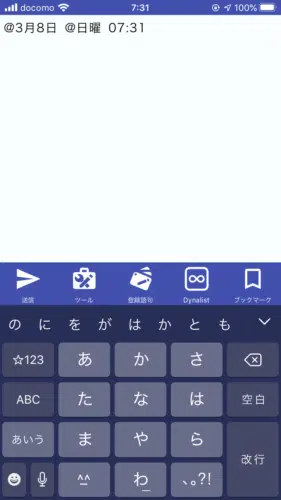 docomo 7:31 100%
@3月8日 @日曜 07:31
送信 ツール 登録語句 Dynalist ブックマーク
の に を が は か と も
☆123 あ か さ
ABC た な は 空白
あいう ま や ら 改行
^^ わ_ 、。?!